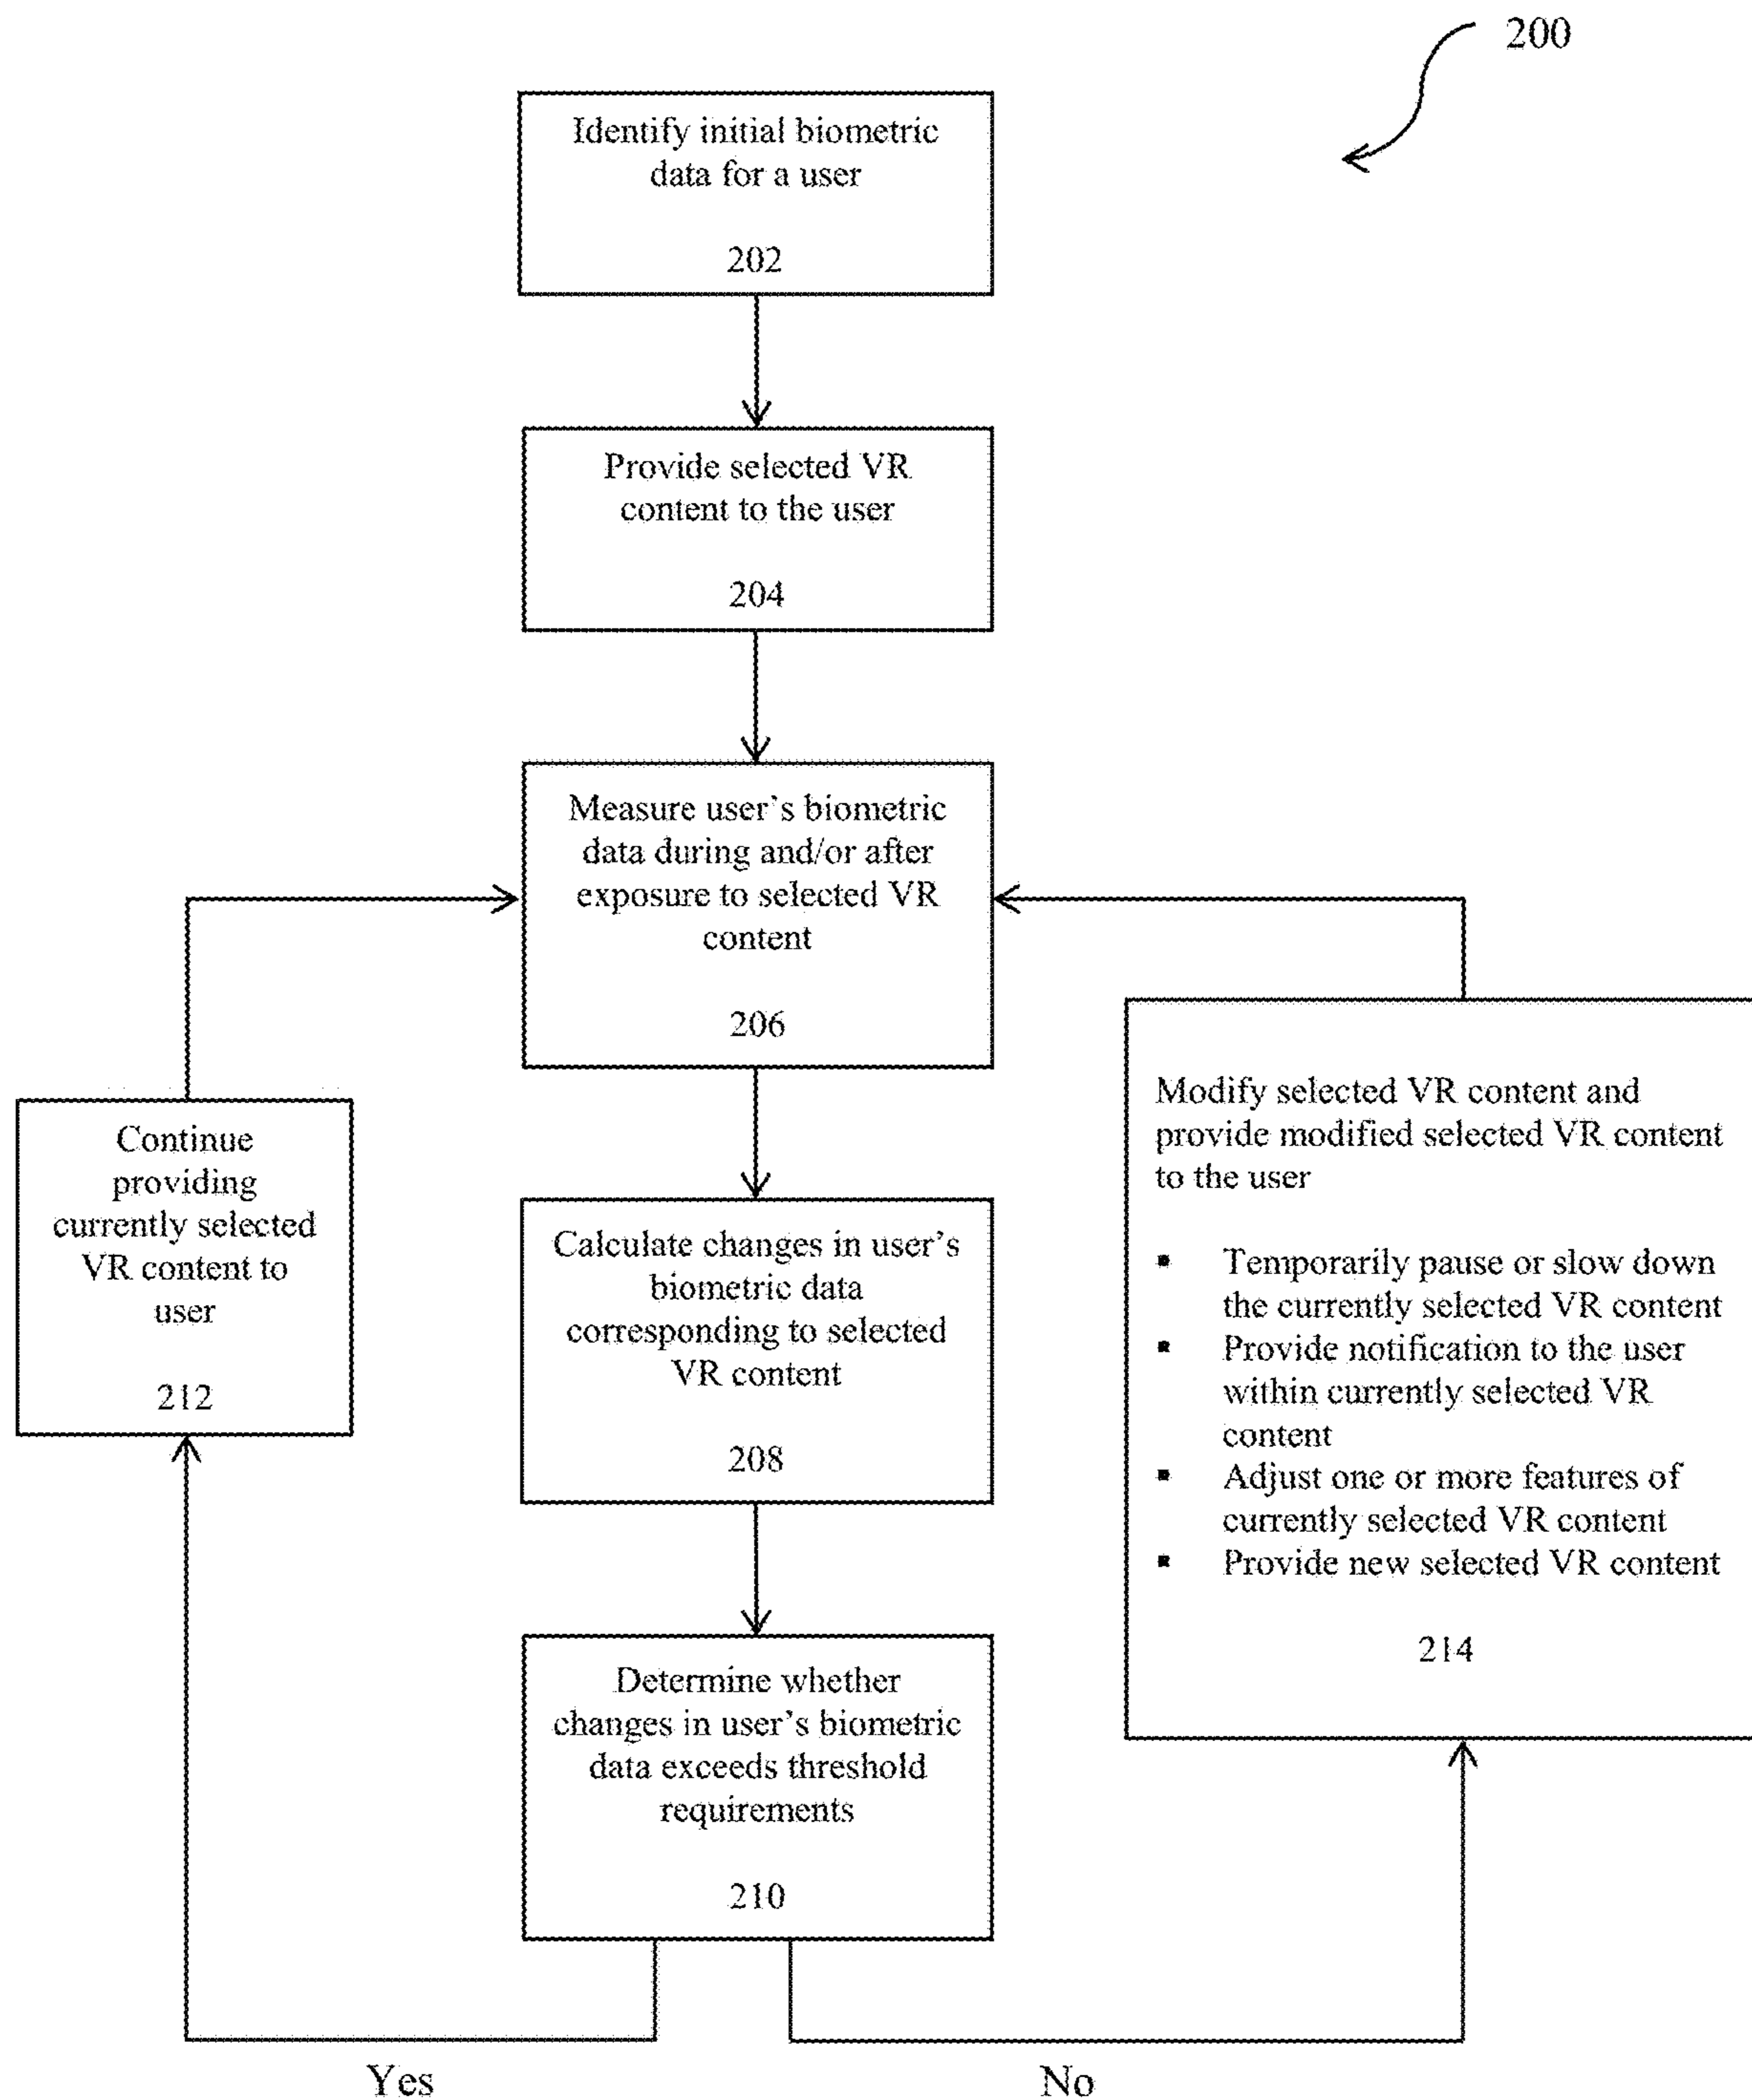 200
Identify initial biometric
data for a user
202
Provide selected VR
content to the user
204
Measure user's biometric
data during and/or after
exposure to selected VR
content
206
Continue
providing
currently selected
VR content to
user
212
Calculate changes in user's
biometric data
corresponding to selected
VR content
208
Modify selected VR content and
provide modified selected VR content
to the user
▪ Temporarily pause or slow down
the currently selected VR content
▪ Provide notification to the user
within currently selected VR
content
▪ Adjust one or more features of
currently selected VR content
▪ Provide new selected VR content
214
Determine whether
changes in user's biometric
data exceeds threshold
requirements
210
Yes
No